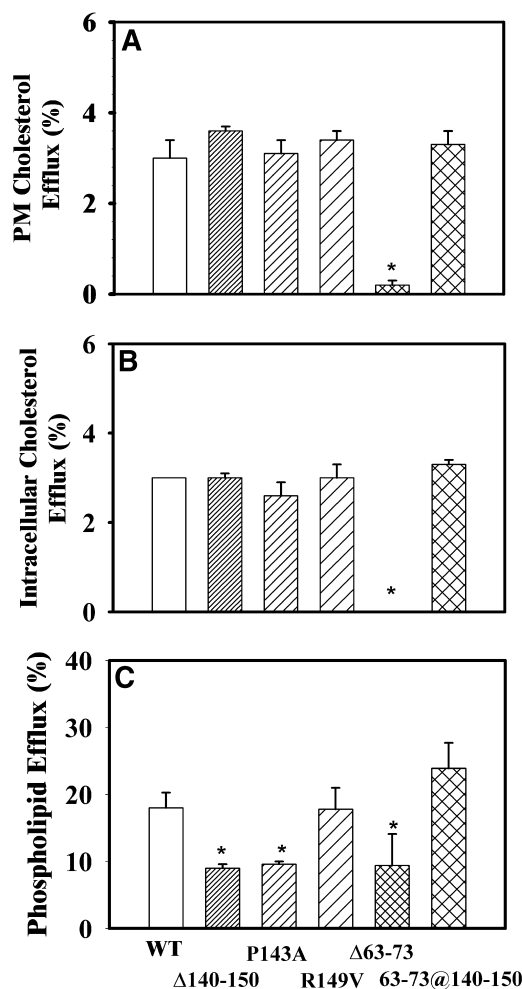 A
PM Cholesterol
Efflux (%)
6
4
2
0
*
B
Intracellular Cholesterol
Efflux (%)
6
4
2
0
*
C
Phospholipid Efflux (%)
40
30
20
10
0
* * *
WT P143A Δ63-73
Δ140-150 R149V 63-73@140-150